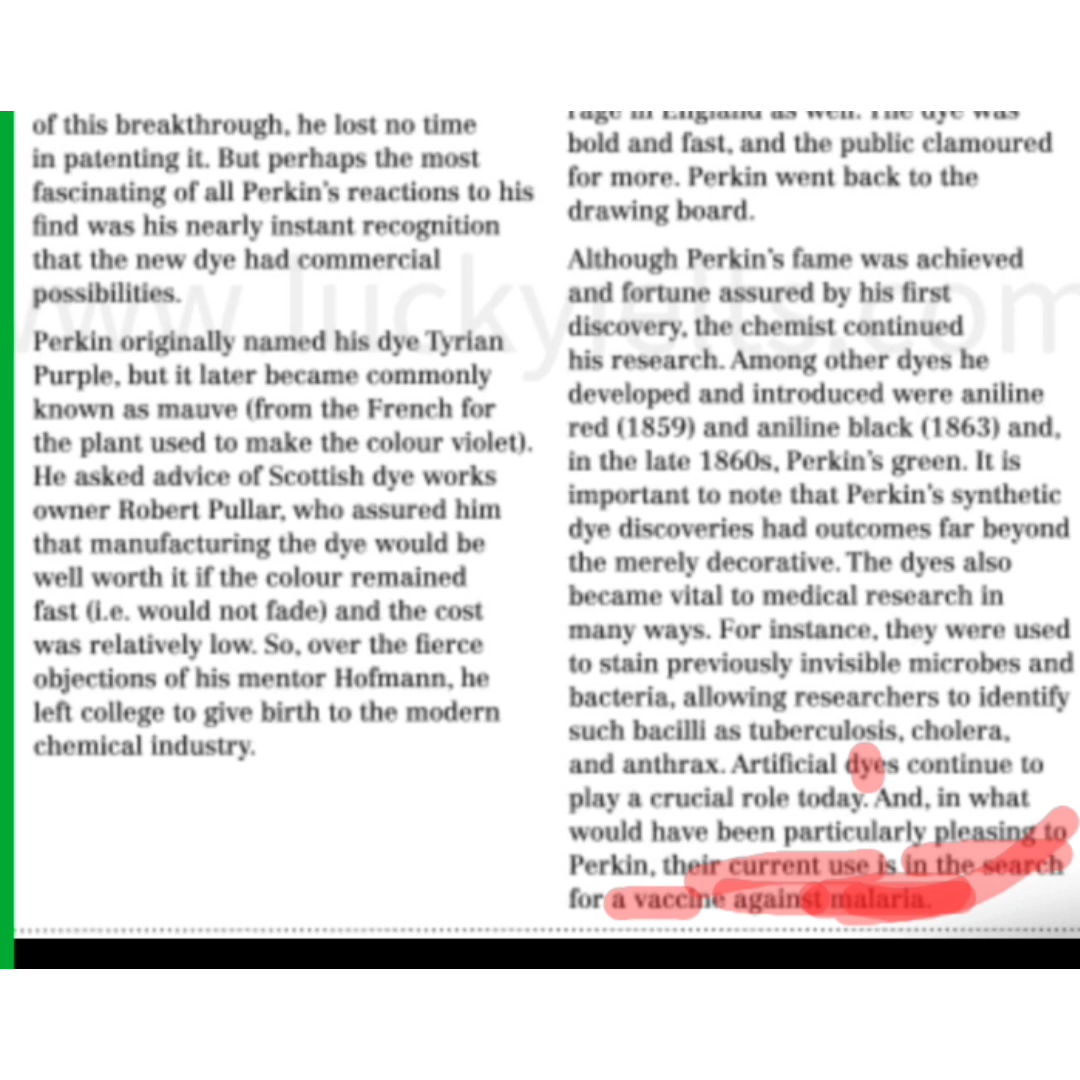 of this breakthrough, he lost no time
in patenting it. But perhaps the most
fascinating of all Perkin's reactions to his
find was his nearly instant recognition
that the new dye had commercial
possibilities.
Perkin originally named his dye Tyrian
Purple, but it later became commonly
known as mauve (from the French for
the plant used to make the colour violet).
He asked advice of Scottish dye works
owner Robert Pullar, who assured him
that manufacturing the dye would be
well worth it if the colour remained
fast (i.e. would not fade) and the cost
was relatively low. So, over the fierce
objections of his mentor Hofmann, he
left college to give birth to the modern
chemical industry.
rage in England as well. The dye was
bold and fast, and the public clamoured
for more. Perkin went back to the
drawing board.
Although Perkin's fame was achieved
and fortune assured by his first
discovery, the chemist continued
his research. Among other dyes he
developed and introduced were aniline
red (1859) and aniline black (1863) and,
in the late 1860s, Perkin's green. It is
important to note that Perkin's synthetic
dye discoveries had outcomes far beyond
the merely decorative. The dyes also
became vital to medical research in
many ways. For instance, they were used
to stain previously invisible microbes and
bacteria, allowing researchers to identify
such bacilli as tuberculosis, cholera,
and anthrax. Artificial dyes continue to
play a crucial role today. And, in what
would have been particularly pleasing to
Perkin, their current use is in the search
for a vaccine against malaria.
www.luckyielts.com